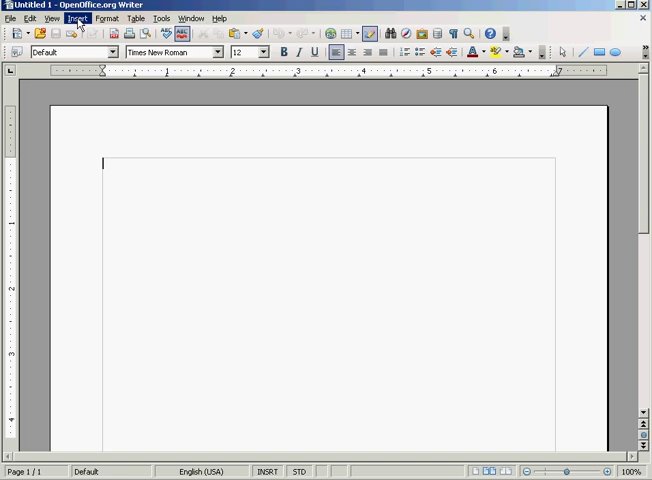 Untitled 1 - OpenOffice.org Writer
File Edit View Insert Format Table Tools Window Help
Default Times New Roman 12 B I U A
1 2 3 4 5 6 7
1
2
3
4
Page 1 / 1 Default English (USA) INSRT STD 100%